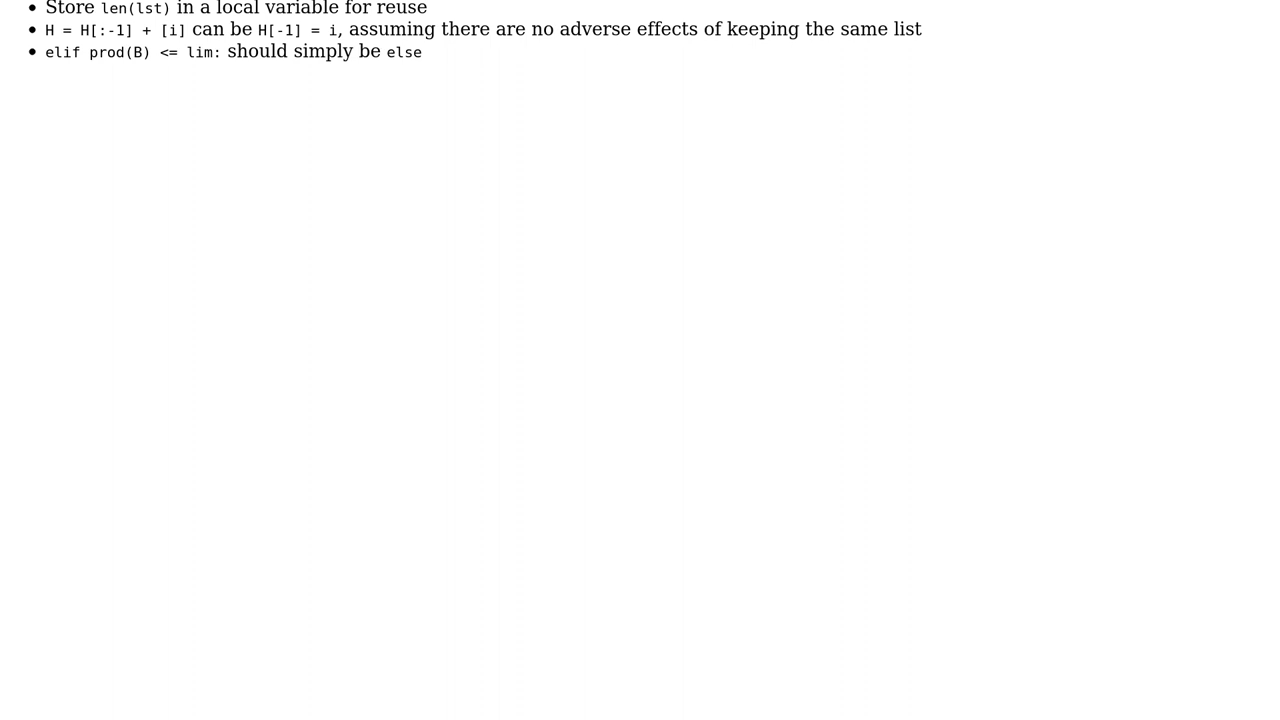 • Store len(lst) in a local variable for reuse
• H = H[:-1] + [i] can be H[-1] = i, assuming there are no adverse effects of keeping the same list
• elif prod(B) <= lim: should simply be else